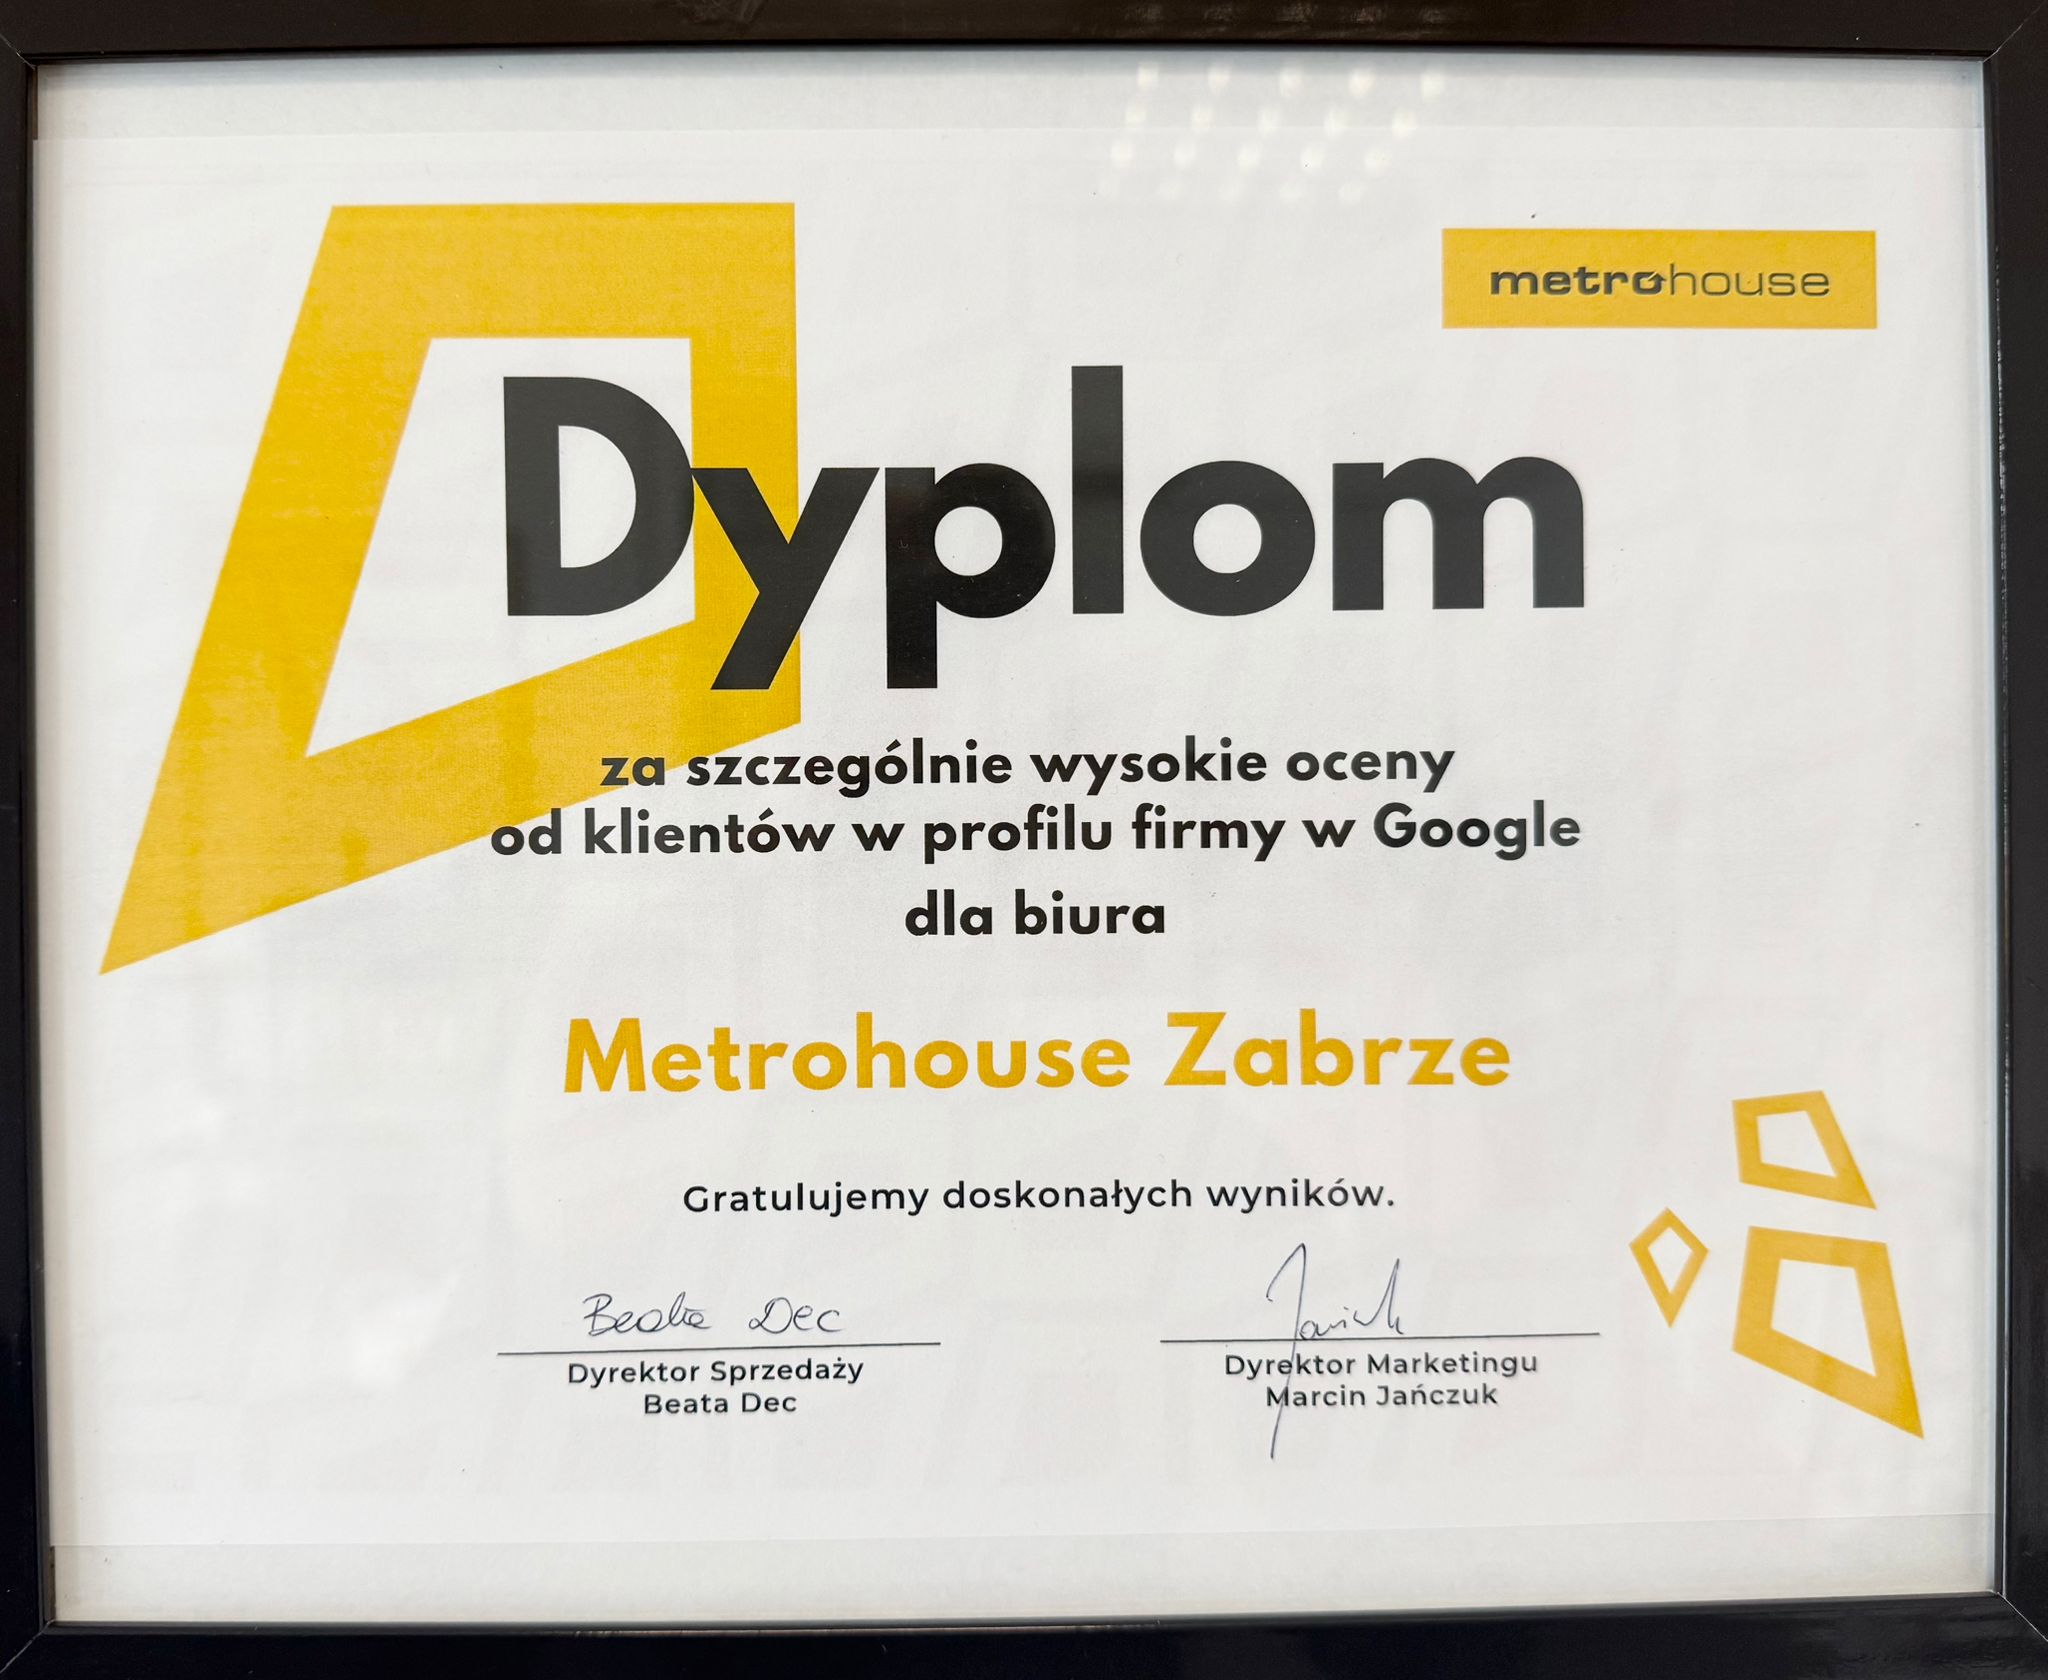 metrohouse
Dyplom
za szczególnie wysokie oceny
od klientów w profilu firmy w Google
dla biura
Metrohouse Zabrze
Gratulujemy doskonałych wyników.
Beata Dec
Dyrektor Sprzedaży
Beata Dec
Dyrektor Marketingu
Marcin Jańczuk